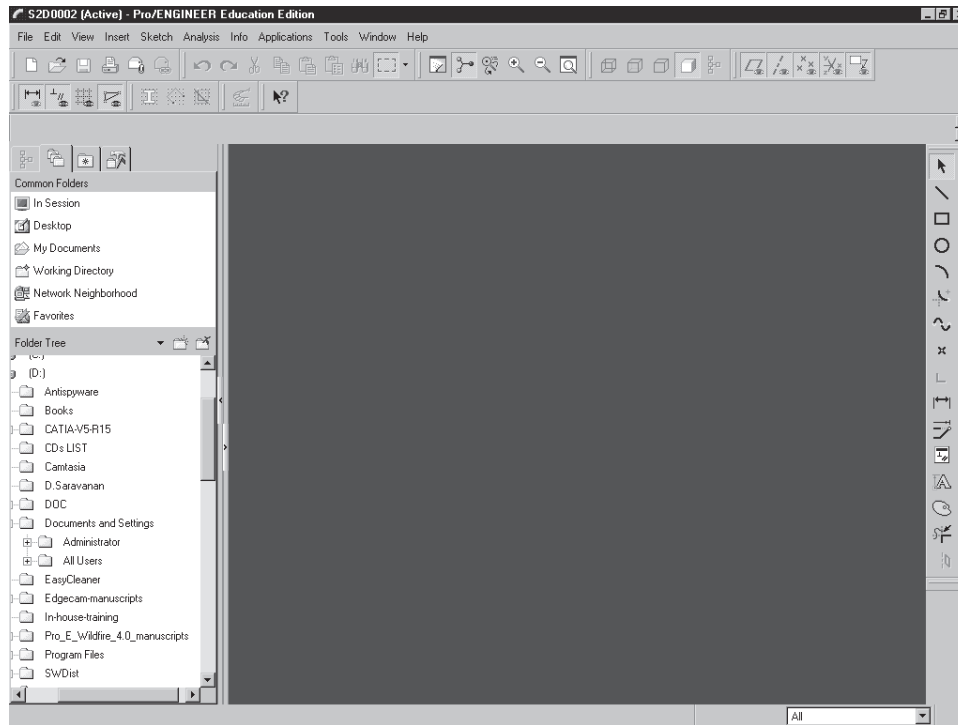 S2D0002 (Active) - Pro/ENGINEER Education Edition
File Edit View Insert Sketch Analysis Info Applications Tools Window Help
Common Folders
In Session
Desktop
My Documents
Working Directory
Network Neighborhood
Favorites
Folder Tree
(C:)
(D:)
Antispyware
Books
CATIA-V5-R15
CDs LIST
Camtasia
D.Saravanan
DOC
Documents and Settings
Administrator
All Users
EasyCleaner
Edgecam-manuscripts
In-house-training
Pro_E_Wildfire_4.0_manuscripts
Program Files
SWDist
All